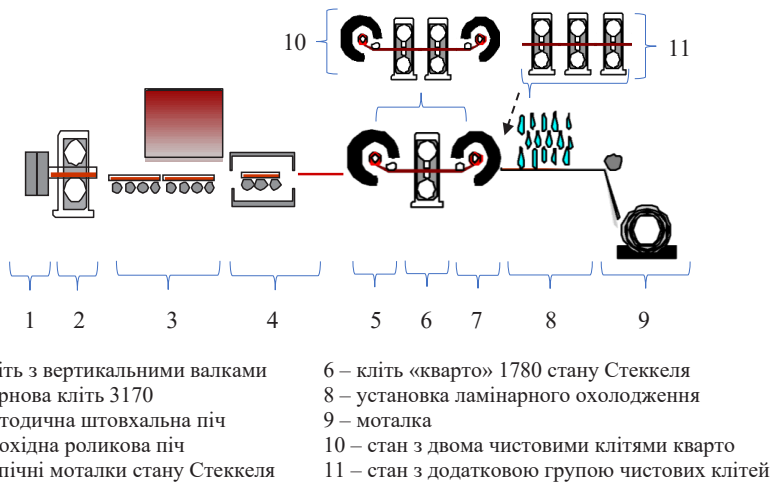 10
11
1 2 3 4 5 6 7 8 9
іть з вертикальними валками
рнова кліть 3170
тодична штовхальна піч
охідна роликова піч
пічні моталки стану Стеккеля
6 – кліть «кварто» 1780 стану Стеккеля
8 – установка ламінарного охолодження
9 – моталка
10 – стан з двома чистовими клітями кварто
11 – стан з додатковою групою чистових клітей